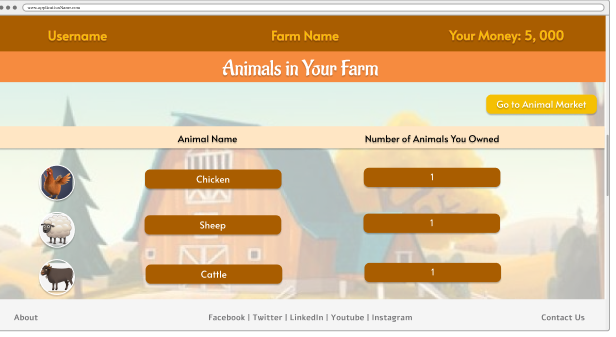 www.applicationName.com
Username Farm Name Your Money: 5, 000
Animals in Your Farm
Go to Animal Market
Animal Name Number of Animals You Owned
Chicken 1
Sheep 1
Cattle 1
About Facebook | Twitter | LinkedIn | Youtube | Instagram Contact Us